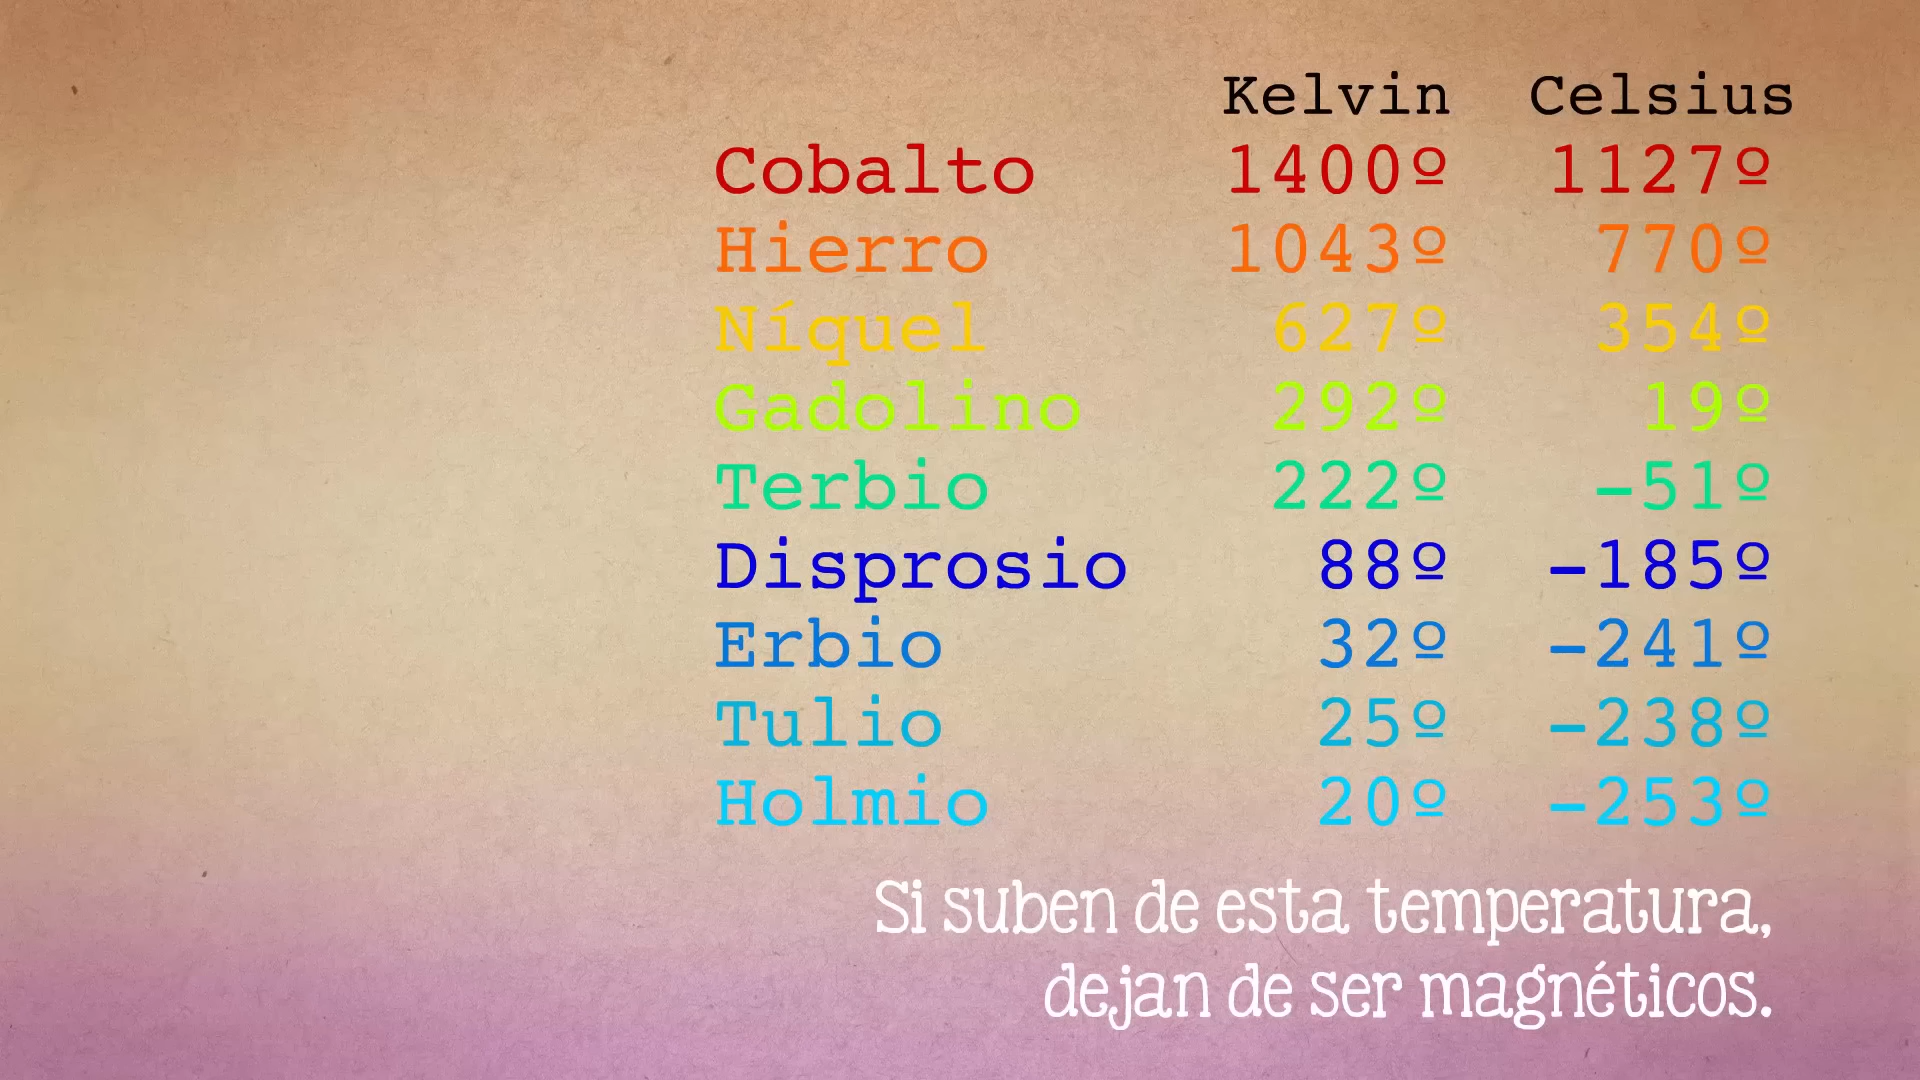 Kelvin Celsius
Cobalto 1400º 1127º
Hierro 1043º 770º
Níquel 627º 354º
Gadolino 292º 19º
Terbio 222º -51º
Disprosio 88º -185º
Erbio 32º -241º
Tulio 25º -238º
Holmio 20º -253º
Si suben de esta temperatura,
dejan de ser magnéticos.